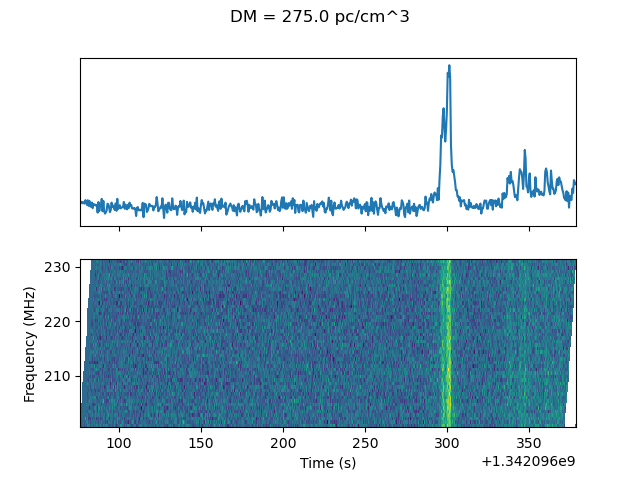 DM = 275.0 pc/cm^3
230
220
210
Frequency (MHz)
100 150 200 250 300 350
Time (s)
+1.342096e9